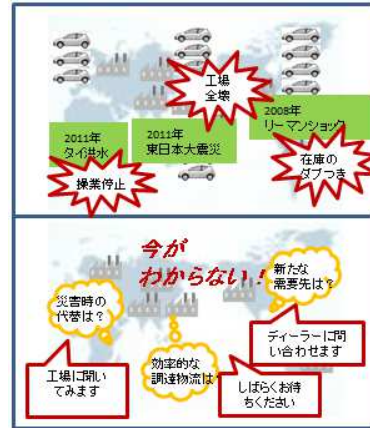 工場
全壊
2008年
リーマンショック
2011年
タイ洪水
2011年
東日本大震災
操業停止
在庫の
ダブつき
今が
わからない！
災害時の
代替は？
新たな
需要先は？
効率的な
調達物流は
ディーラーに問
い合わせます
工場に聞い
てみます
しばらくお待
ちください